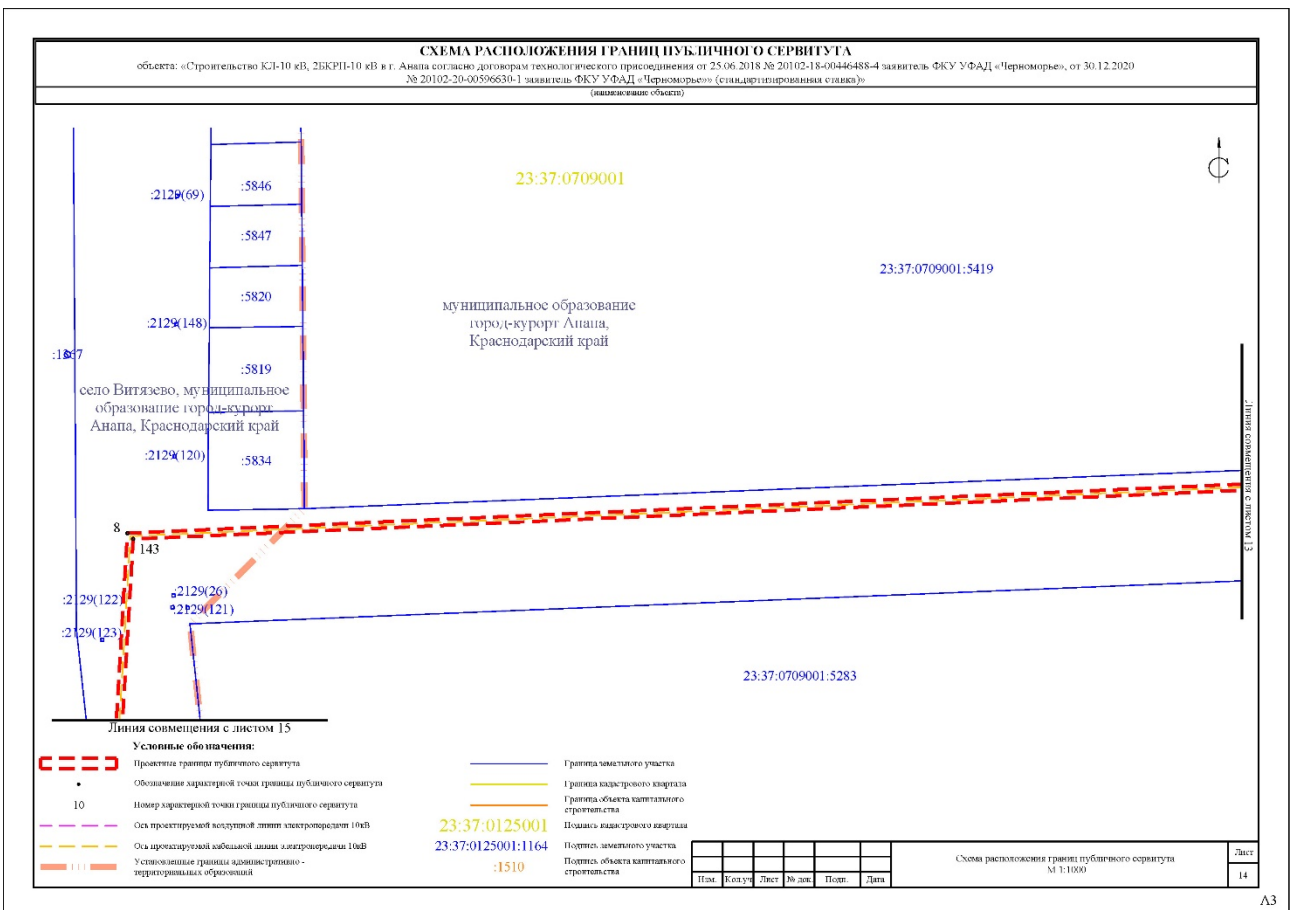 СХЕМА РАСПОЛОЖЕНИЯ ГРАНИЦ ПУБЛИЧНОГО СЕРВИТУТА
объекта: «Строительство КЛ-10 кВ, 2БКРП-10 кВ в г. Анапа согласно договорам технологического присоединения от 25.06.2018 № 20102-18-00446488-4 заявитель ФКУ УФАД «Черноморье», от 30.12.2020
№ 20102-20-00596630-1 заявитель ФКУ УФАД «Черноморье»» (стандартизированная ставка)»
(наименование объекта)
23:37:0709001
С
:5846
:2129(69)
:5847
23:37:0709001:5419
:5820
муниципальное образование
город-курорт Анапа,
Краснодарский край
:2129(148)
:1867
:5819
село Витязево, муниципальное
образование город-курорт
Анапа, Краснодарский край
:2129(120)
:5834
Линия совмещения с листом 13
8
143
:2129(26)
:2129(122)
:2129(121)
:2129(123)
23:37:0709001:5283
Линия совмещения с листом 15
Условные обозначения:
Проектные границы публичного сервитута
Обозначение характерной точки границы публичного сервитута
10 Номер характерной точки границы публичного сервитута
Ось проектируемой воздушной линии электропередачи 10кВ
Ось проектируемой кабельной линии электропередачи 10кВ
Установленные границы административно -
территориальных образований
Граница земельного участка
Граница кадастрового квартала
Граница объекта капитального
строительства
23:37:0125001 Подпись кадастрового квартала
23:37:0125001:1164 Подпись земельного участка
:1510 Подпись объекта капитального
строительства
Изм. Кол.уч Лист № док. Подп. Дата
Схема расположения границ публичного сервитута
М 1:1000
Лист
14
А3